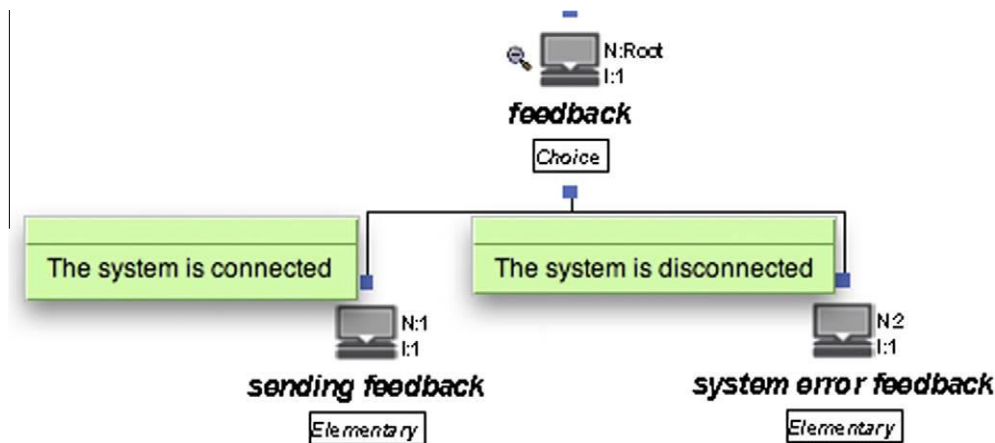 N:Root
I:1
feedback
Choice
The system is connected
The system is disconnected
N:1
I:1
sending feedback
Elementary
N:2
I:1
system error feedback
Elementary